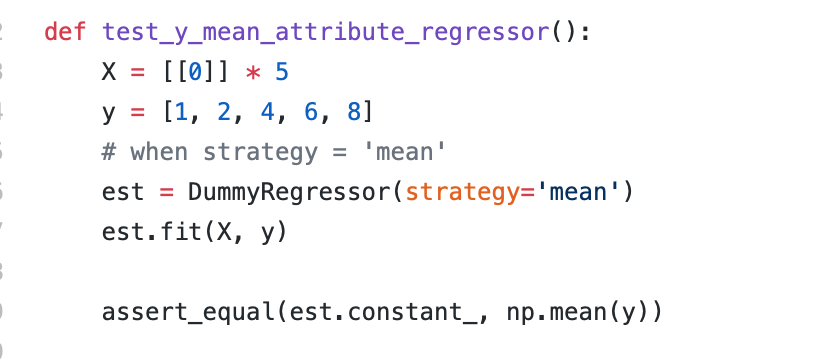 def test_y_mean_attribute_regressor():
    X = [[0]] * 5
    y = [1, 2, 4, 6, 8]
    # when strategy = 'mean'
    est = DummyRegressor(strategy='mean')
    est.fit(X, y)

    assert_equal(est.constant_, np.mean(y))